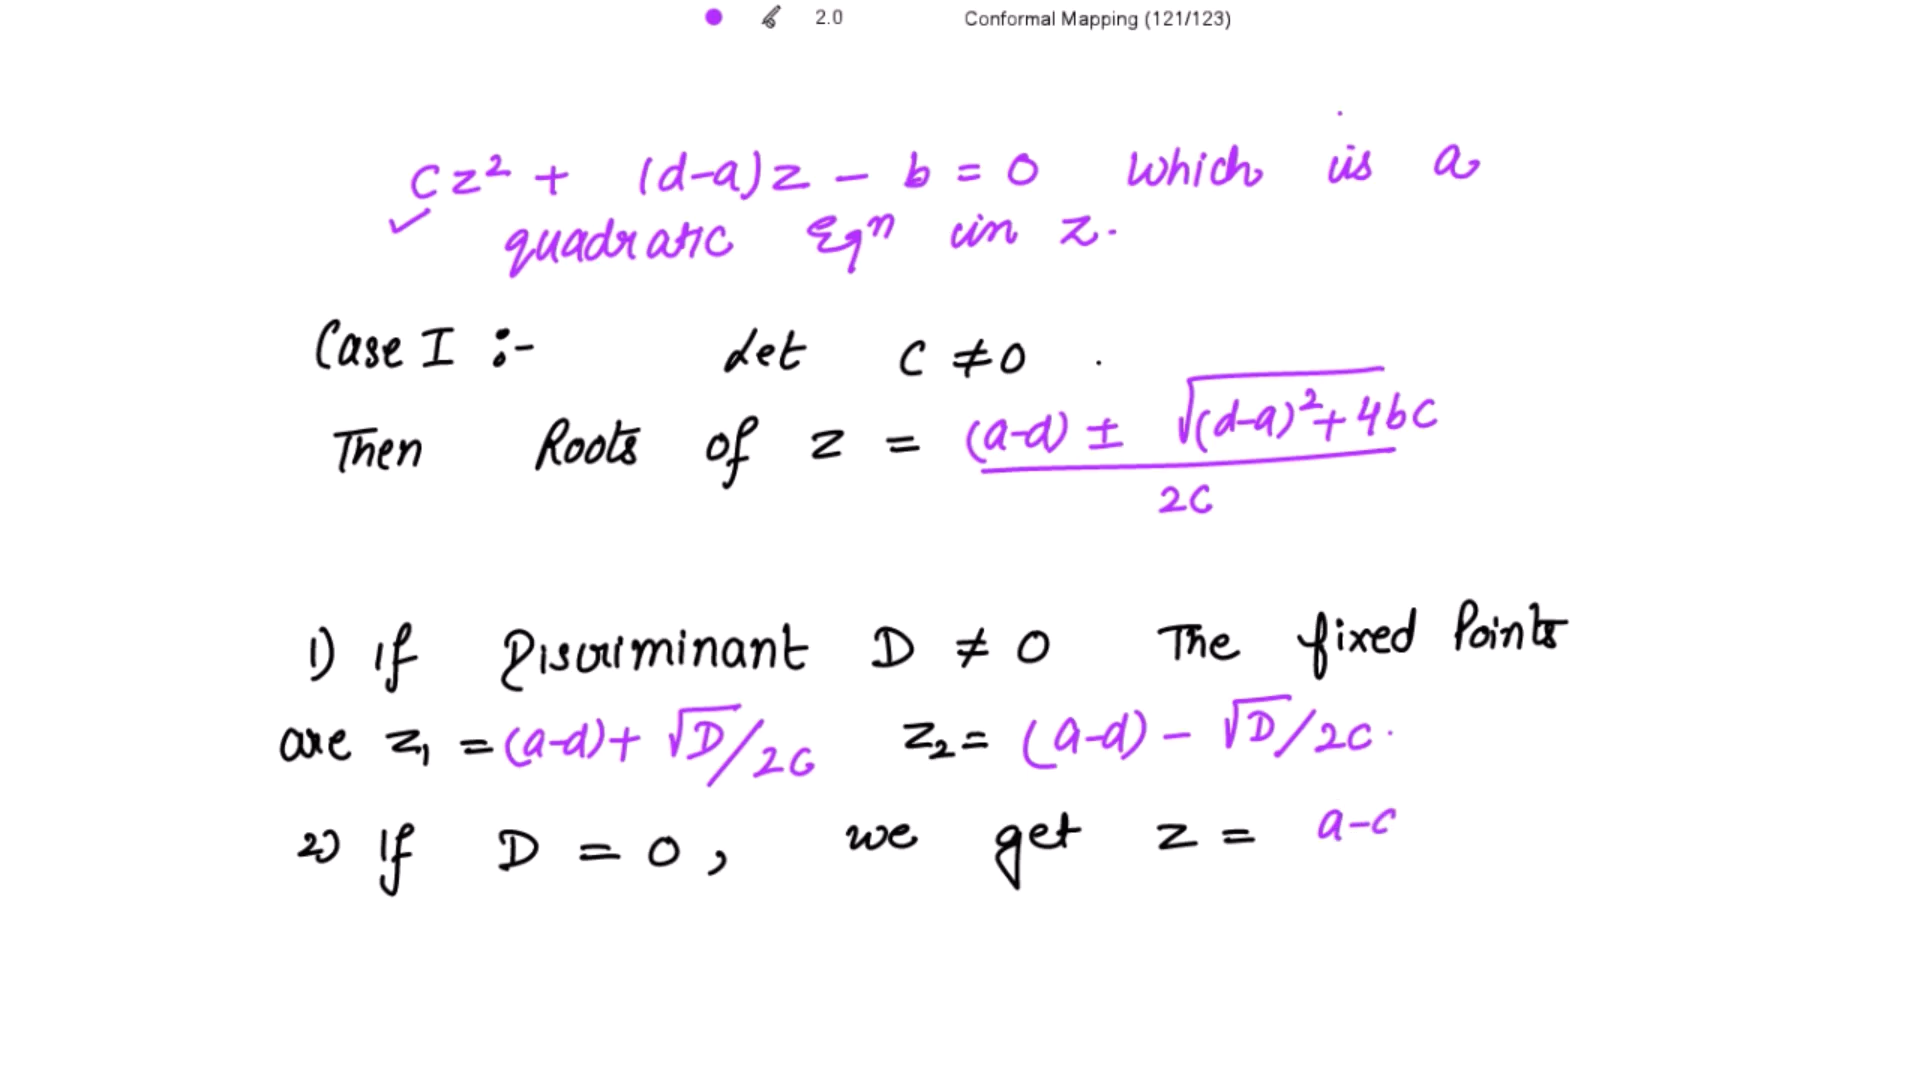 2.0 Conformal Mapping (121/123)
cz² + (d-a)z - b = 0 which is a
quadratic Eqⁿ in z.
Case I :- Let c ≠ 0 .
Then Roots of z = (a-d) ± √(d-a)²+4bc / 2c
1) if Discriminant D ≠ 0 The fixed Points
are z₁ = (a-d)+ √D/2c z₂ = (a-d) - √D/2c.
2) If D = 0, we get z = a-c